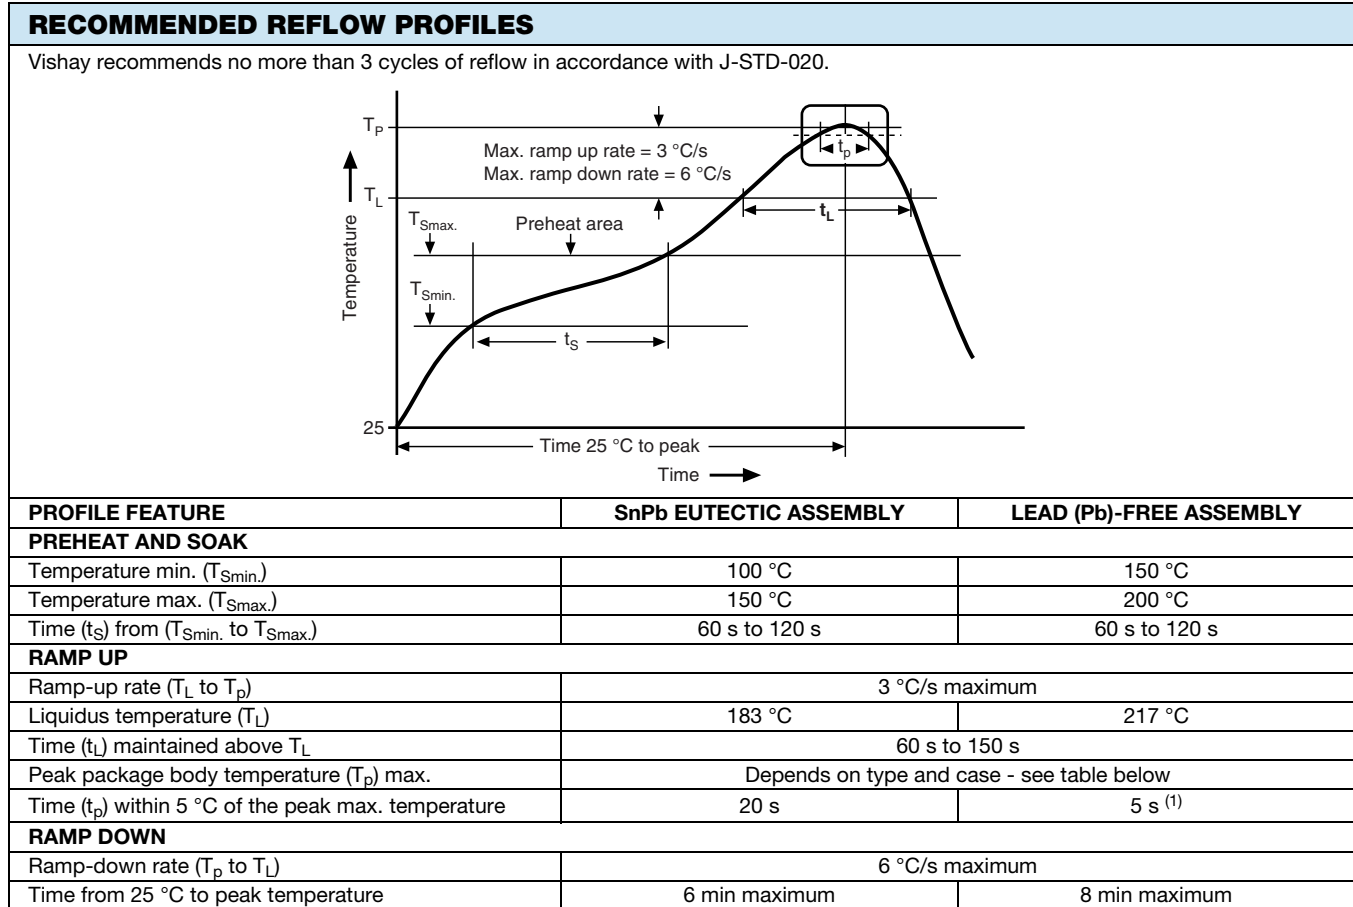 RECOMMENDED REFLOW PROFILES
Vishay recommends no more than 3 cycles of reflow in accordance with J-STD-020.
TP
Max. ramp up rate = 3 °C/s
Max. ramp down rate = 6 °C/s
tp
TL
tL
TSmax.
Preheat area
Temperature
TSmin.
tS
25
Time 25 °C to peak
Time
PROFILE FEATURE SnPb EUTECTIC ASSEMBLY LEAD (Pb)-FREE ASSEMBLY
PREHEAT AND SOAK
Temperature min. (TSmin.) 100 °C 150 °C
Temperature max. (TSmax.) 150 °C 200 °C
Time (tS) from (TSmin. to TSmax.) 60 s to 120 s 60 s to 120 s
RAMP UP
Ramp-up rate (TL to Tp) 3 °C/s maximum
Liquidus temperature (TL) 183 °C 217 °C
Time (tL) maintained above TL 60 s to 150 s
Peak package body temperature (Tp) max. Depends on type and case - see table below
Time (tp) within 5 °C of the peak max. temperature 20 s 5 s (1)
RAMP DOWN
Ramp-down rate (Tp to TL) 6 °C/s maximum
Time from 25 °C to peak temperature 6 min maximum 8 min maximum